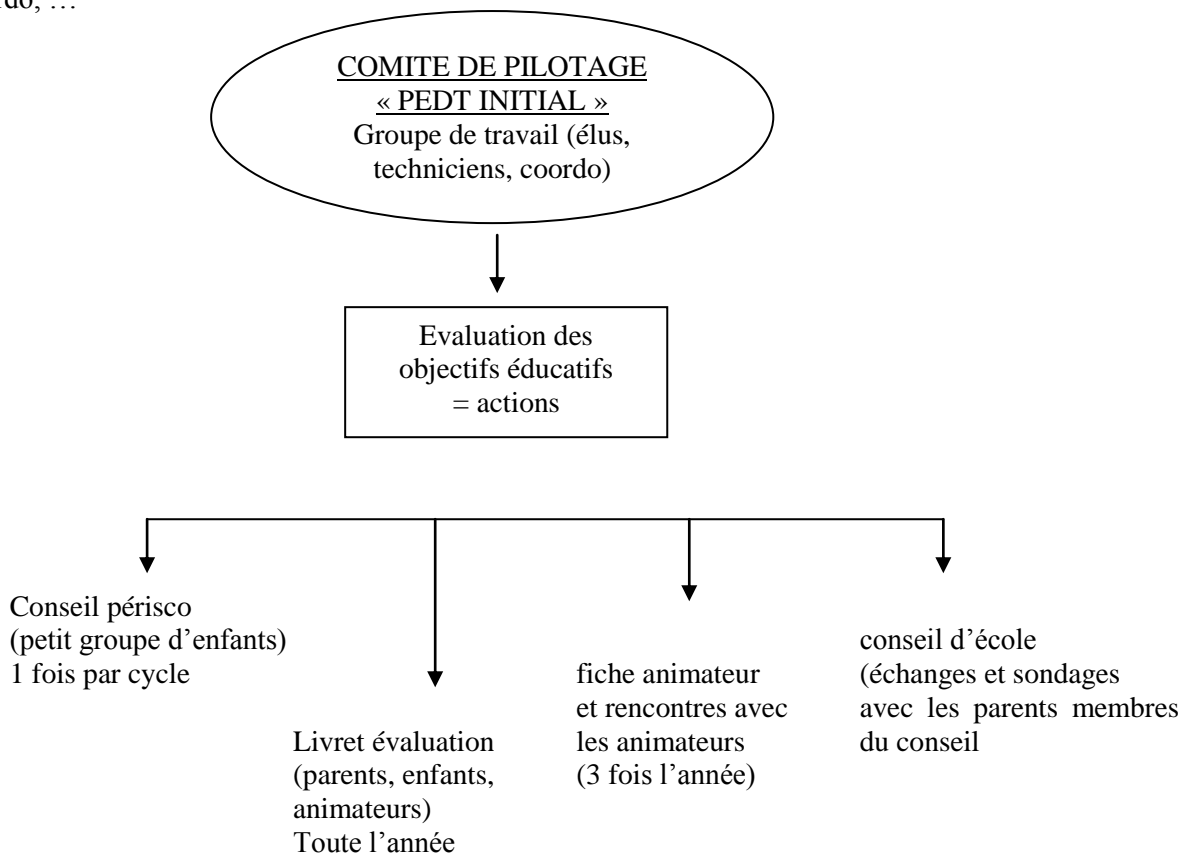 rdo, …
COMITE DE PILOTAGE
« PEDT INITIAL »
Groupe de travail (élus,
techniciens, coordo)
Evaluation des
objectifs éducatifs
= actions
Conseil périsco
(petit groupe d’enfants)
1 fois par cycle
Livret évaluation
(parents, enfants,
animateurs)
Toute l’année
fiche animateur
et rencontres avec
les animateurs
(3 fois l’année)
conseil d’école
(échanges et sondages
avec les parents membres
du conseil